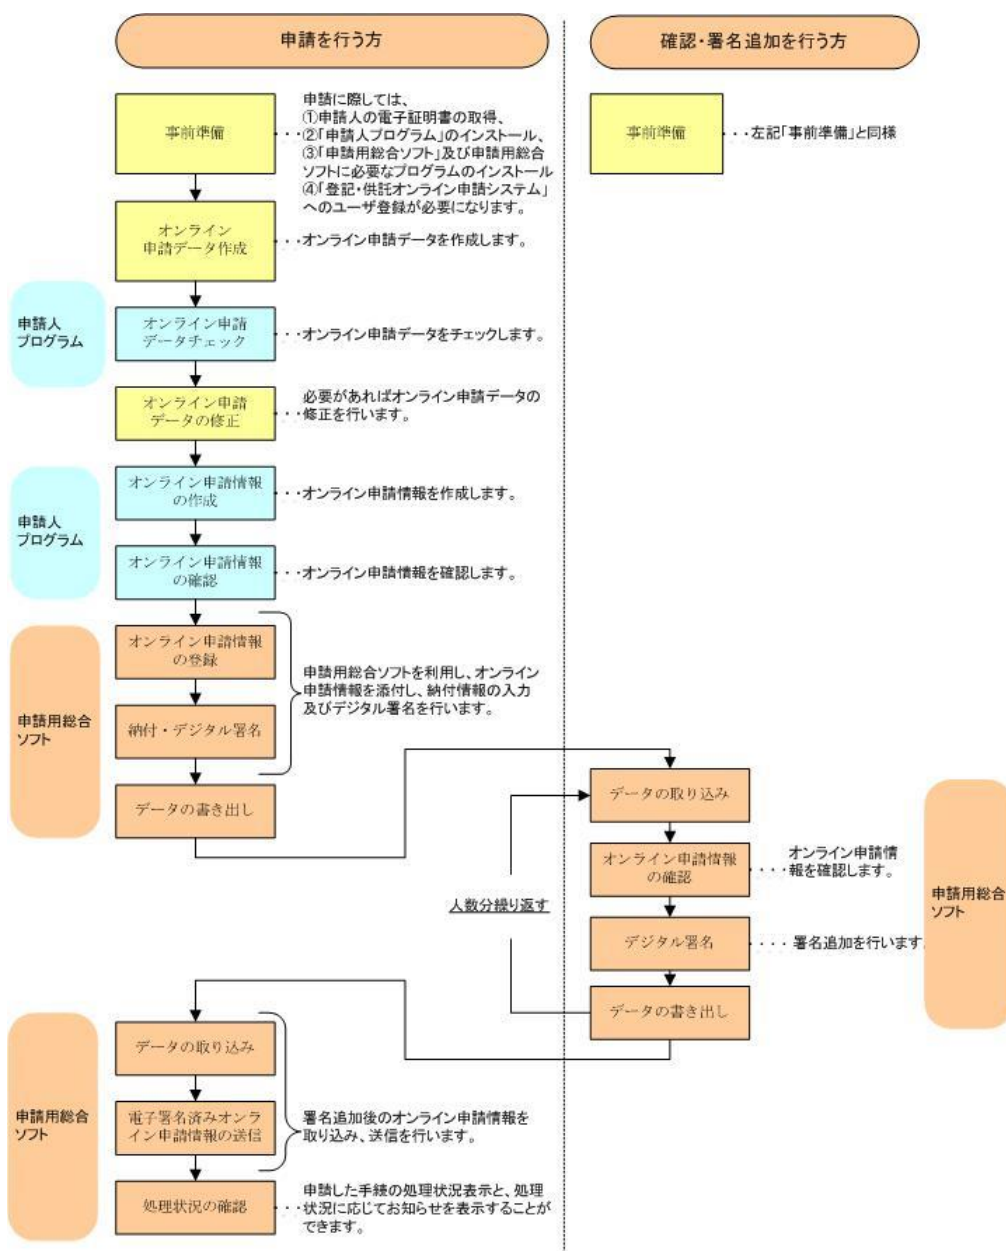 申請を行う方
確認・署名追加を行う方
事前準備
申請に際しては、
①申請人の電子証明書の取得、
・・・②「申請人プログラム」のインストール、
③「申請用総合ソフト」及び申請用総合
ソフトに必要なプログラムのインストール
④「登記・供託オンライン申請システム」
へのユーザ登録が必要になります。
事前準備
・・・・左記「事前準備」と同様
オンライン
申請データ作成
・・・オンライン申請データを作成します。
申請人
プログラム
オンライン申請
データチェック
・・・オンライン申請データをチェックします。
オンライン申請
データの修正
必要があればオンライン申請データの
・・・修正を行います。
申請人
プログラム
オンライン申請情報
の作成
・・・オンライン申請情報を作成します。
オンライン申請情報
の確認
・・・オンライン申請情報を確認します。
申請用総合
ソフト
オンライン申請情報
の登録
納付・デジタル署名
申請用総合ソフトを利用し、オンライン
申請情報を添付し、納付情報の入力
及びデジタル署名を行います。
データの書き出し
データの取り込み
オンライン申請情報
の確認
オンライン申請情
・・・・報を確認します。
デジタル署名
・・・・署名追加を行います。
データの書き出し
人数分繰り返す
申請用総合
ソフト
申請用総合
ソフト
データの取り込み
電子署名済みオンラ
イン申請情報の送信
署名追加後のオンライン申請情報を
取り込み、送信を行います。
処理状況の確認
申請した手続の処理状況表示と、処理
・・・状況に応じてお知らせを表示することが
できます。